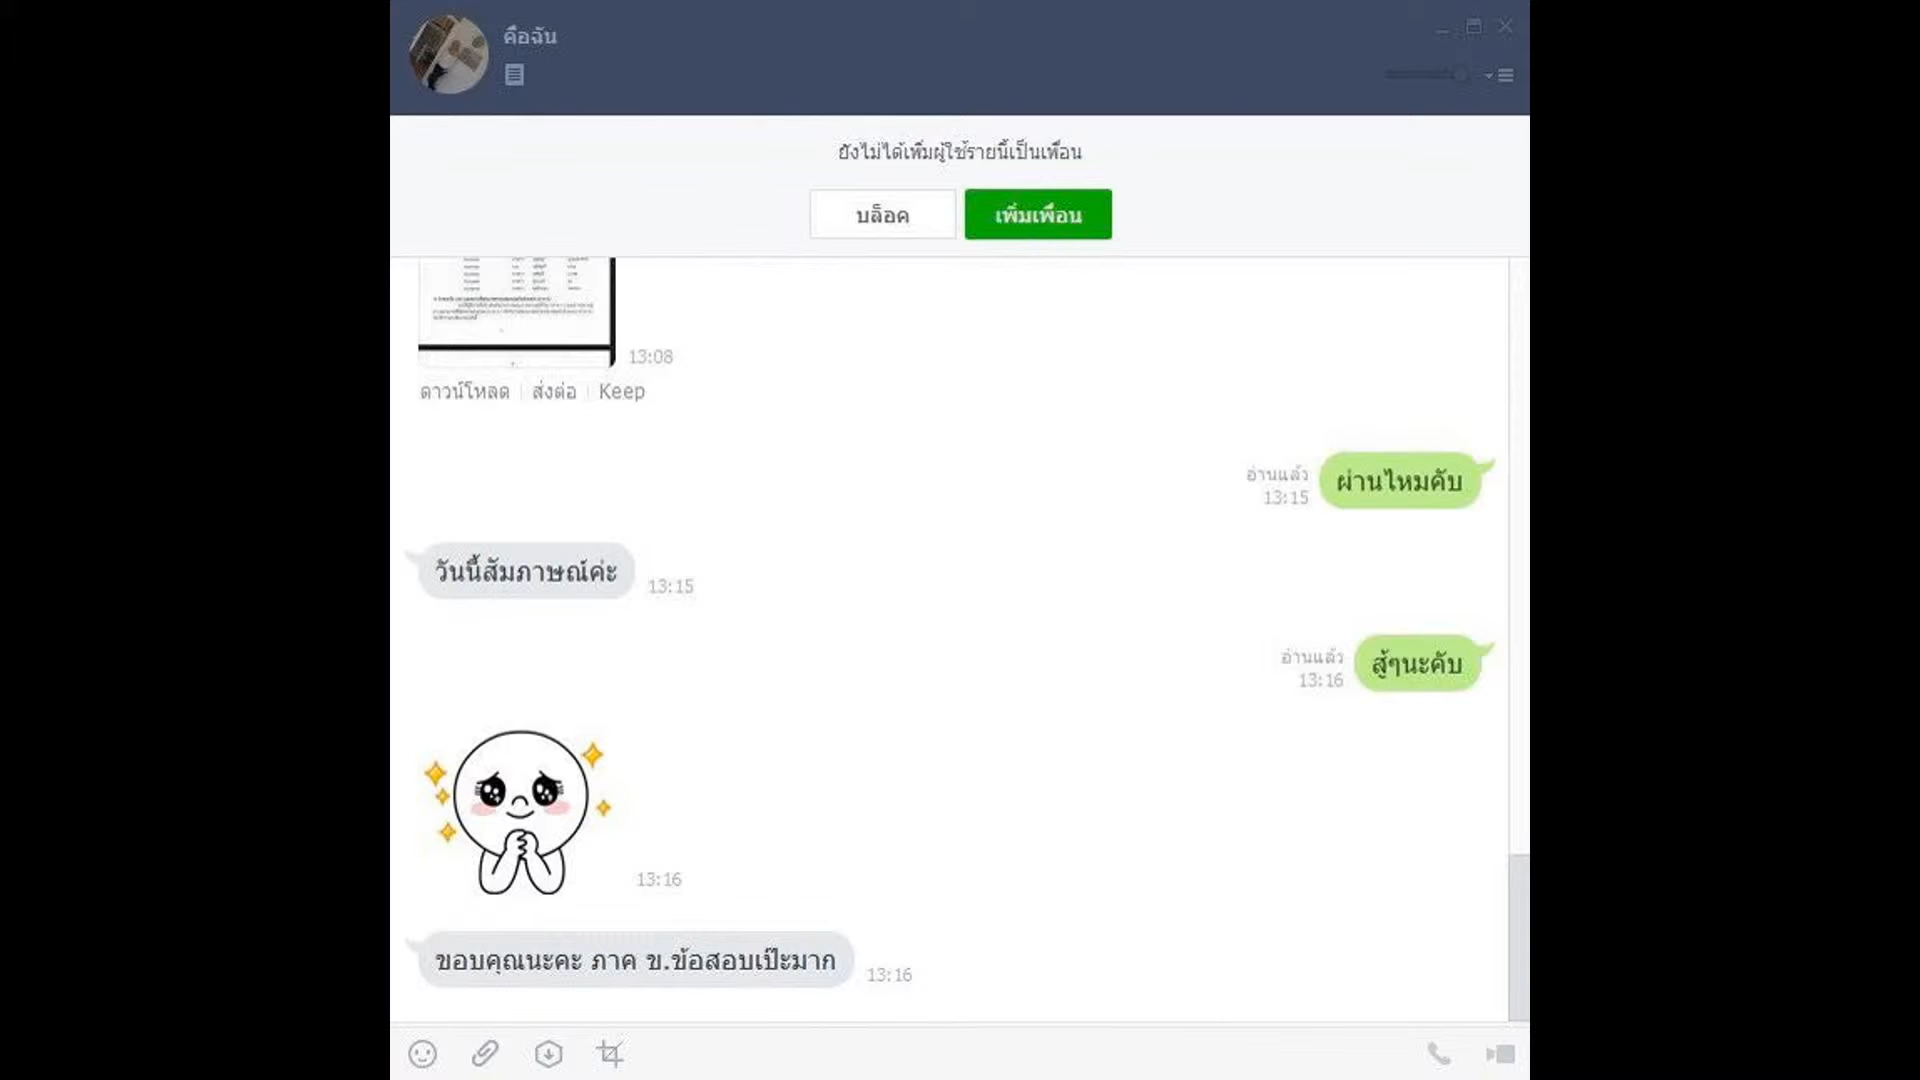 คือฉัน
ยังไม่ได้เพิ่มผู้ใช้รายนี้เป็นเพื่อน
บล็อค
เพิ่มเพื่อน
13:08
ดาวน์โหลด
ส่งต่อ
Keep
อ่านแล้ว
13:15
ผ่านไหมคับ
วันนี้สัมภาษณ์ค่ะ
13:15
อ่านแล้ว
13:16
สู้ๆนะคับ
13:16
ขอบคุณนะคะ ภาค ข.ข้อสอบเป๊ะมาก
13:16